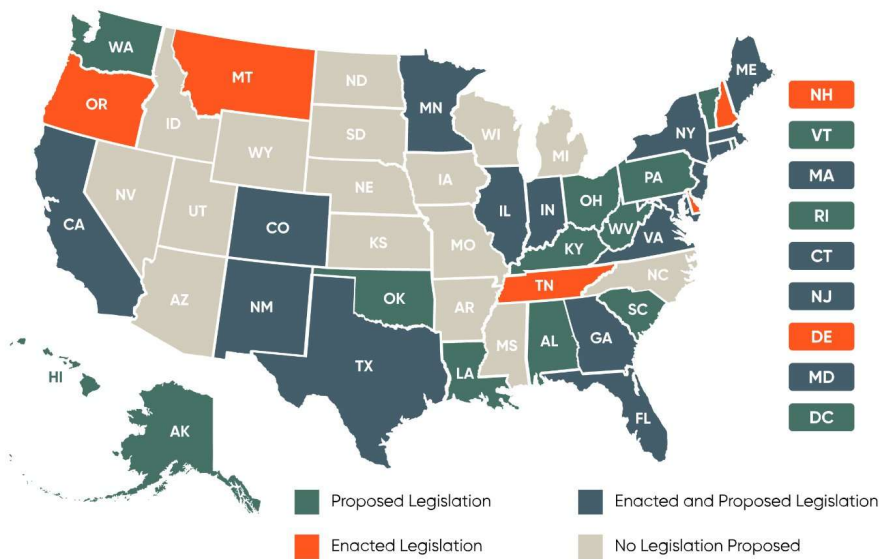 WA
MT
ND
MN
ME
OR
ID
SD
WI
NY
WY
MI
NV
NE
IA
PA
UT
IL
IN
OH
CA
CO
KS
MO
WV
VA
KY
AZ
NM
OK
AR
TN
NC
SC
MS
AL
GA
TX
LA
HI
FL
AK
NH
VT
MA
RI
CT
NJ
DE
MD
DC
Proposed Legislation
Enacted and Proposed Legislation
Enacted Legislation
No Legislation Proposed